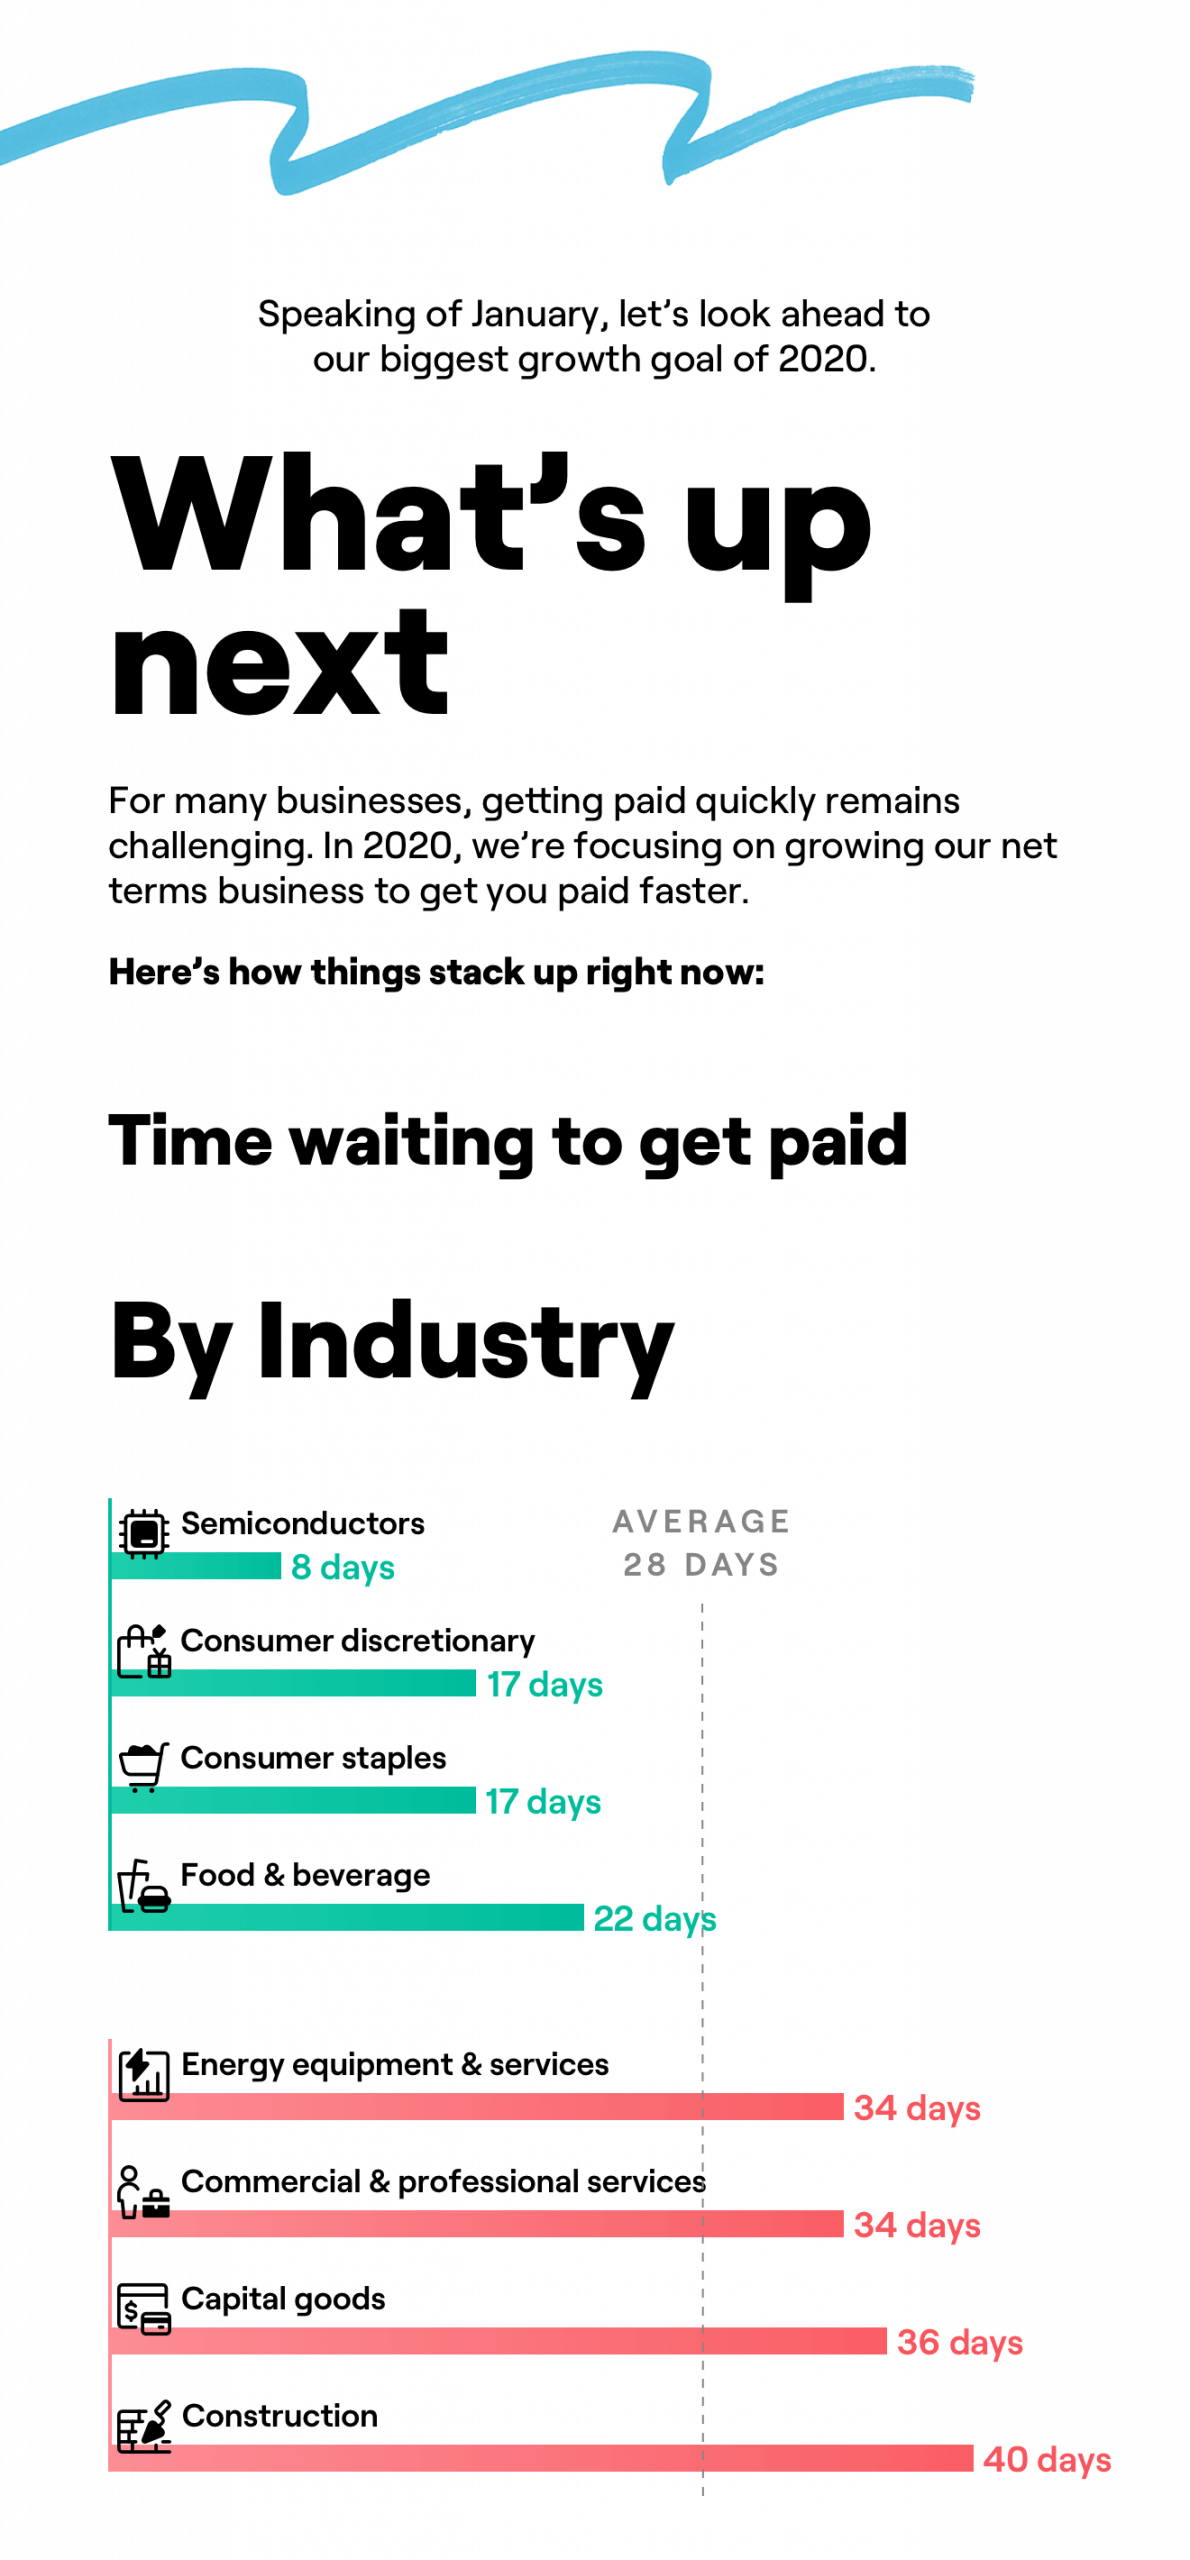 Speaking of January, let’s look ahead to
our biggest growth goal of 2020.
What’s up
next
For many businesses, getting paid quickly remains
challenging. In 2020, we’re focusing on growing our net
terms business to get you paid faster.
Here’s how things stack up right now:
Time waiting to get paid
By Industry
AVERAGE
28 DAYS
Semiconductors
8 days
Consumer discretionary
17 days
Consumer staples
17 days
Food & beverage
22 days
Energy equipment & services
34 days
Commercial & professional services
34 days
Capital goods
$
36 days
Construction
40 days